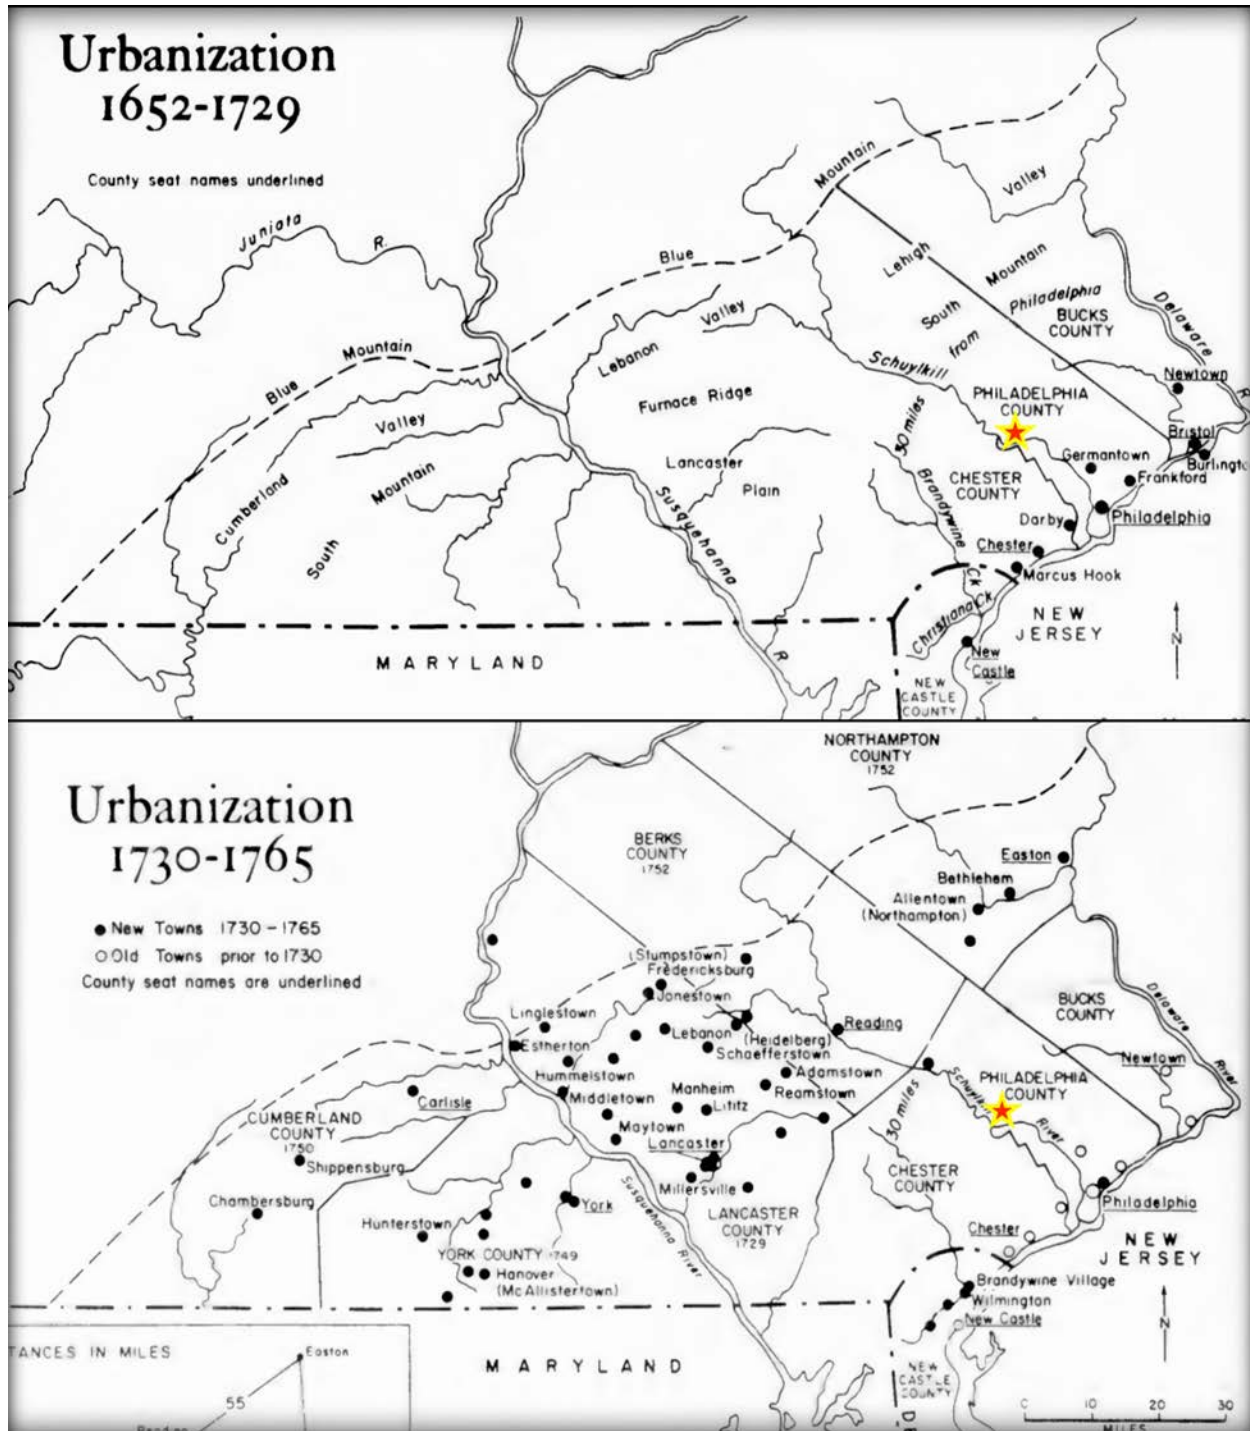 Urbanization
1652-1729
County seat names underlined
Juniata
R.
Blue
Mountain
Blue
Mountain
Valley
Lehigh
Mountain
South
from
Philadelphia
BUCKS
COUNTY
Delaware
R.
Valley
Lebanon
Furnace Ridge
Schuylkill
30 miles
Newtown
PHILADELPHIA
COUNTY
Bristol
Germantown
Frankford
Valley
Cumberland
Mountain
South
Lancaster
Plain
Susquehanna
R
CHESTER
COUNTY
Brandywine
Ck
Darby
Philadelphia
Chester
Marcus Hook
Christiana Ck
NEW
JERSEY
MARYLAND
New
Castle
NEW
CASTLE
COUNTY
N
Urbanization
1730-1765
New Towns 1730-1765
Old Towns prior to 1730
County seat names are underlined
NORTHAMPTON
COUNTY
1752
BERKS
COUNTY
1752
Easton
Bethlehem
Allentown
(Northampton)
(Stumpstown)
Fredericksburg
Jonestown
BUCKS
COUNTY
Delaware
River
Linglestown
Lebanon
(Heidelberg)
Schaefferstown
Reading
Newtown
Estherton
Hummelstown
Adamstown
Reamstown
PHILADELPHIA
COUNTY
River
30 miles
Carlisle
Middletown
Manheim
Lititz
Maytown
CUMBERLAND
COUNTY
1750
Lancaster
Shippensburg
Chambersburg
Millersville
CHESTER
COUNTY
Philadelphia
York
Susquehanna River
LANCASTER
COUNTY
1729
Hunterstown
YORK COUNTY 1749
Hanover
(McAllistertown)
Chester
NEW
JERSEY
Brandywine Village
Wilmington
New Castle
N
TANCES IN MILES
Easton
55
MARYLAND
NEW
CASTLE
COUNTY
10 20 30
MILES